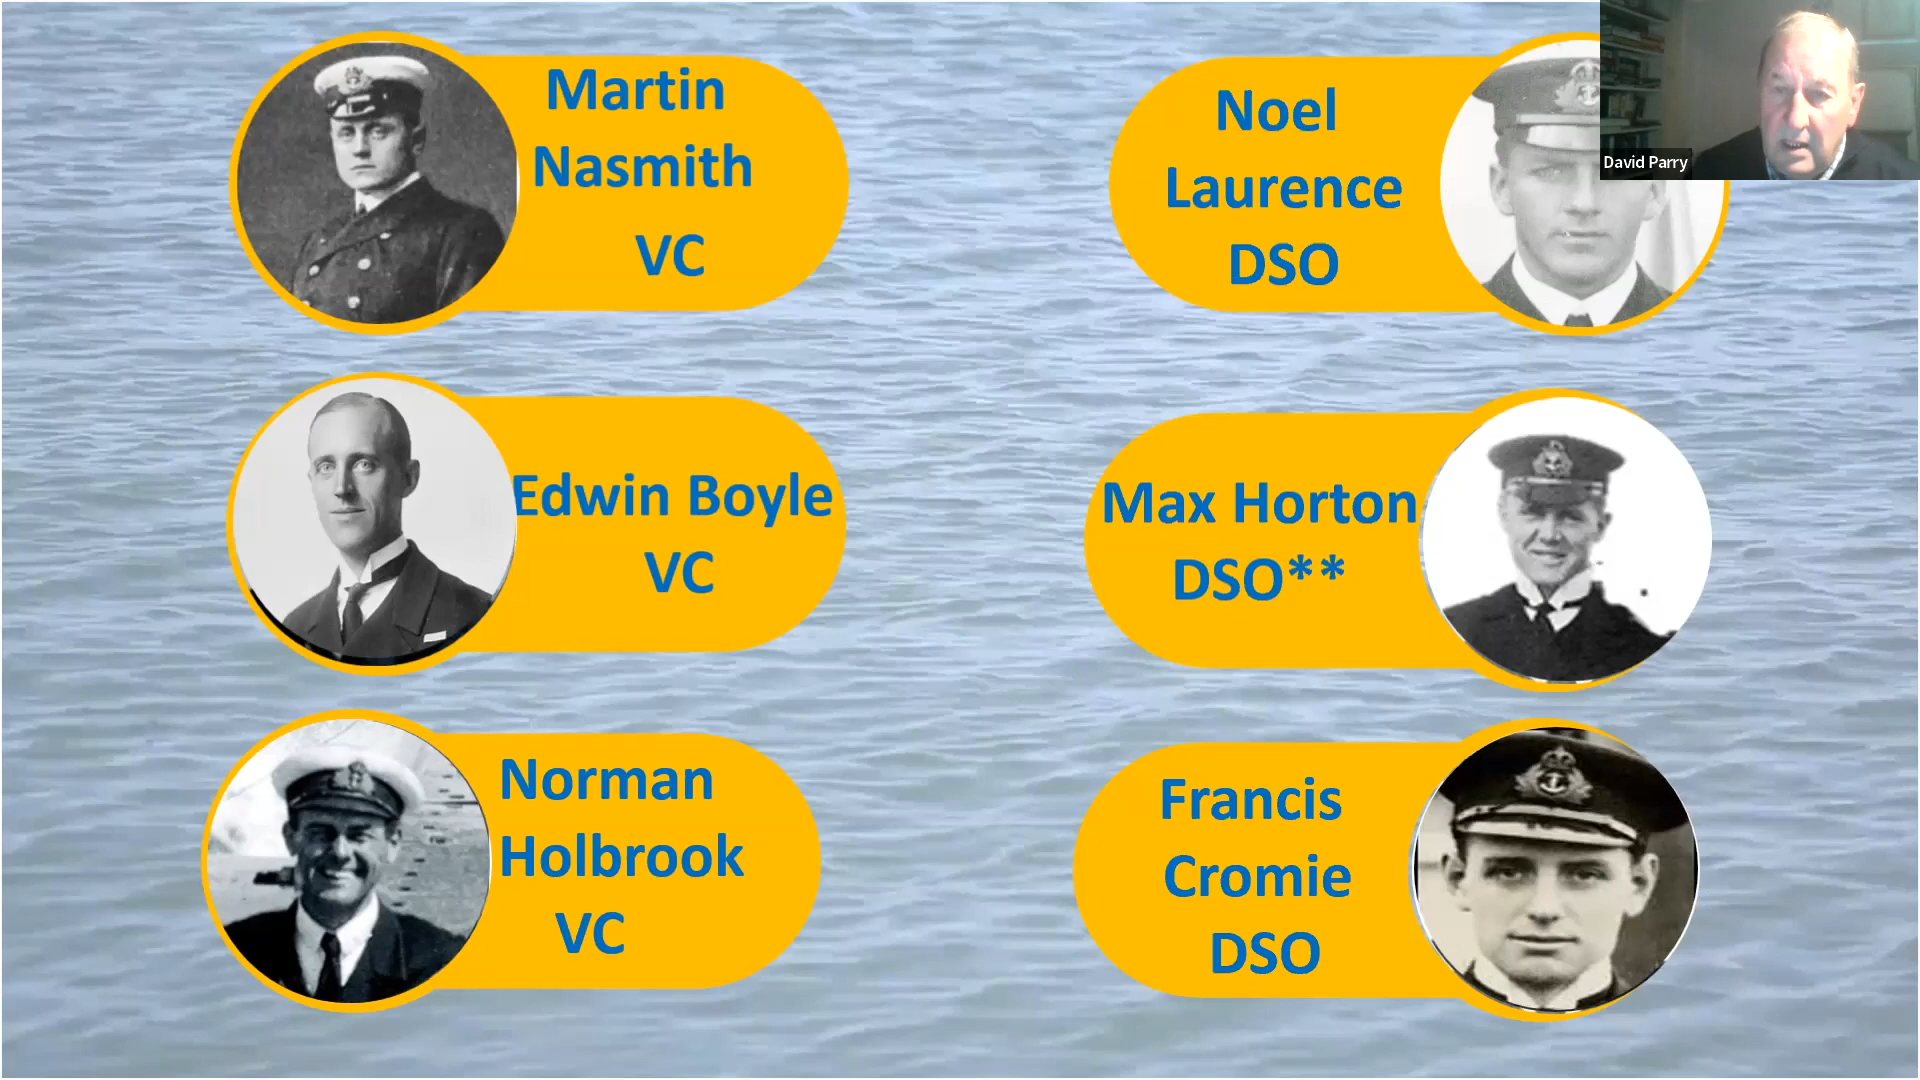 Martin
Nasmith
VC
Noel
Laurence
DSO
David Parry
Edwin Boyle
VC
Max Horton
DSO**
Norman
Holbrook
VC
Francis
Cromie
DSO